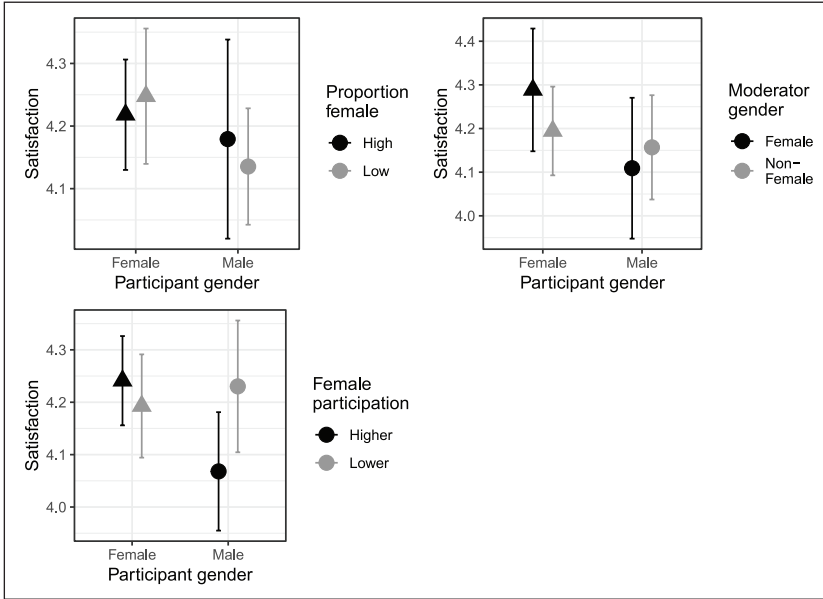 Satisfaction
4.3
4.2
4.1
Female
Male
Participant gender
Proportion
female
High
Low
Satisfaction
4.4
4.3
4.2
4.1
4.0
Female
Male
Participant gender
Moderator
gender
Female
Non−
Female
Satisfaction
4.3
4.2
4.1
4.0
Female
Male
Participant gender
Female
participation
Higher
Lower